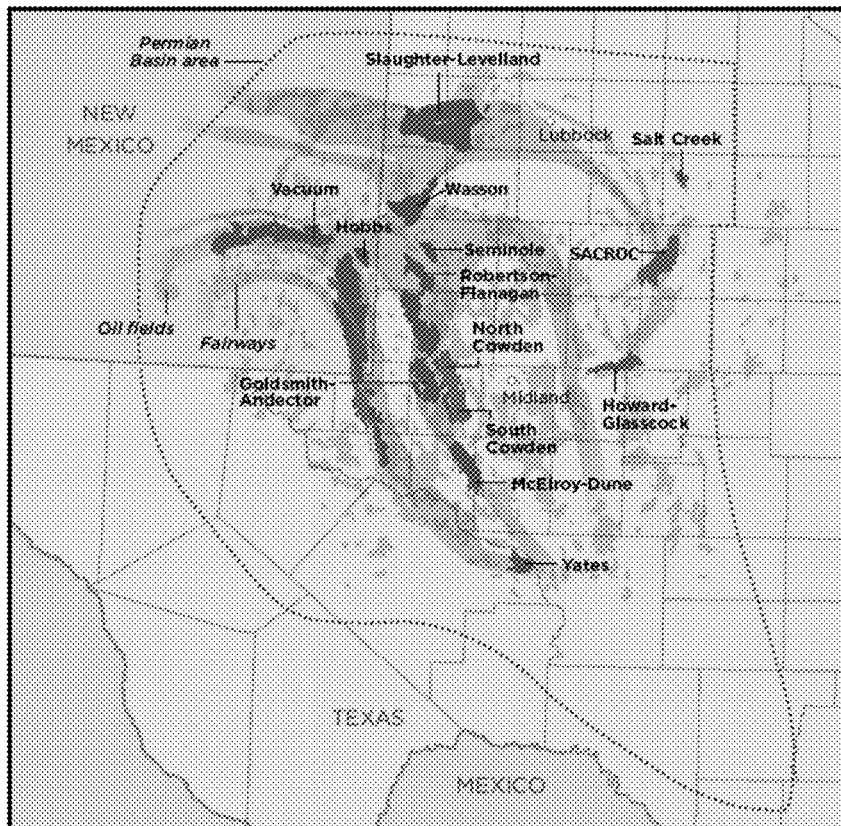 Permian
Basin area
Slaughter-Levelland
NEW
MEXICO
Lubbock
Salt Creek
Vacuum
Wasson
Hobbs
Seminole
SACROC
Robertson-
Flanagan
Oil fields
Fairways
North
Cowden
Goldsmith-
Andector
Midland
Howard-
Glasscock
South
Cowden
McElroy-Dune
Yates
TEXAS
MEXICO